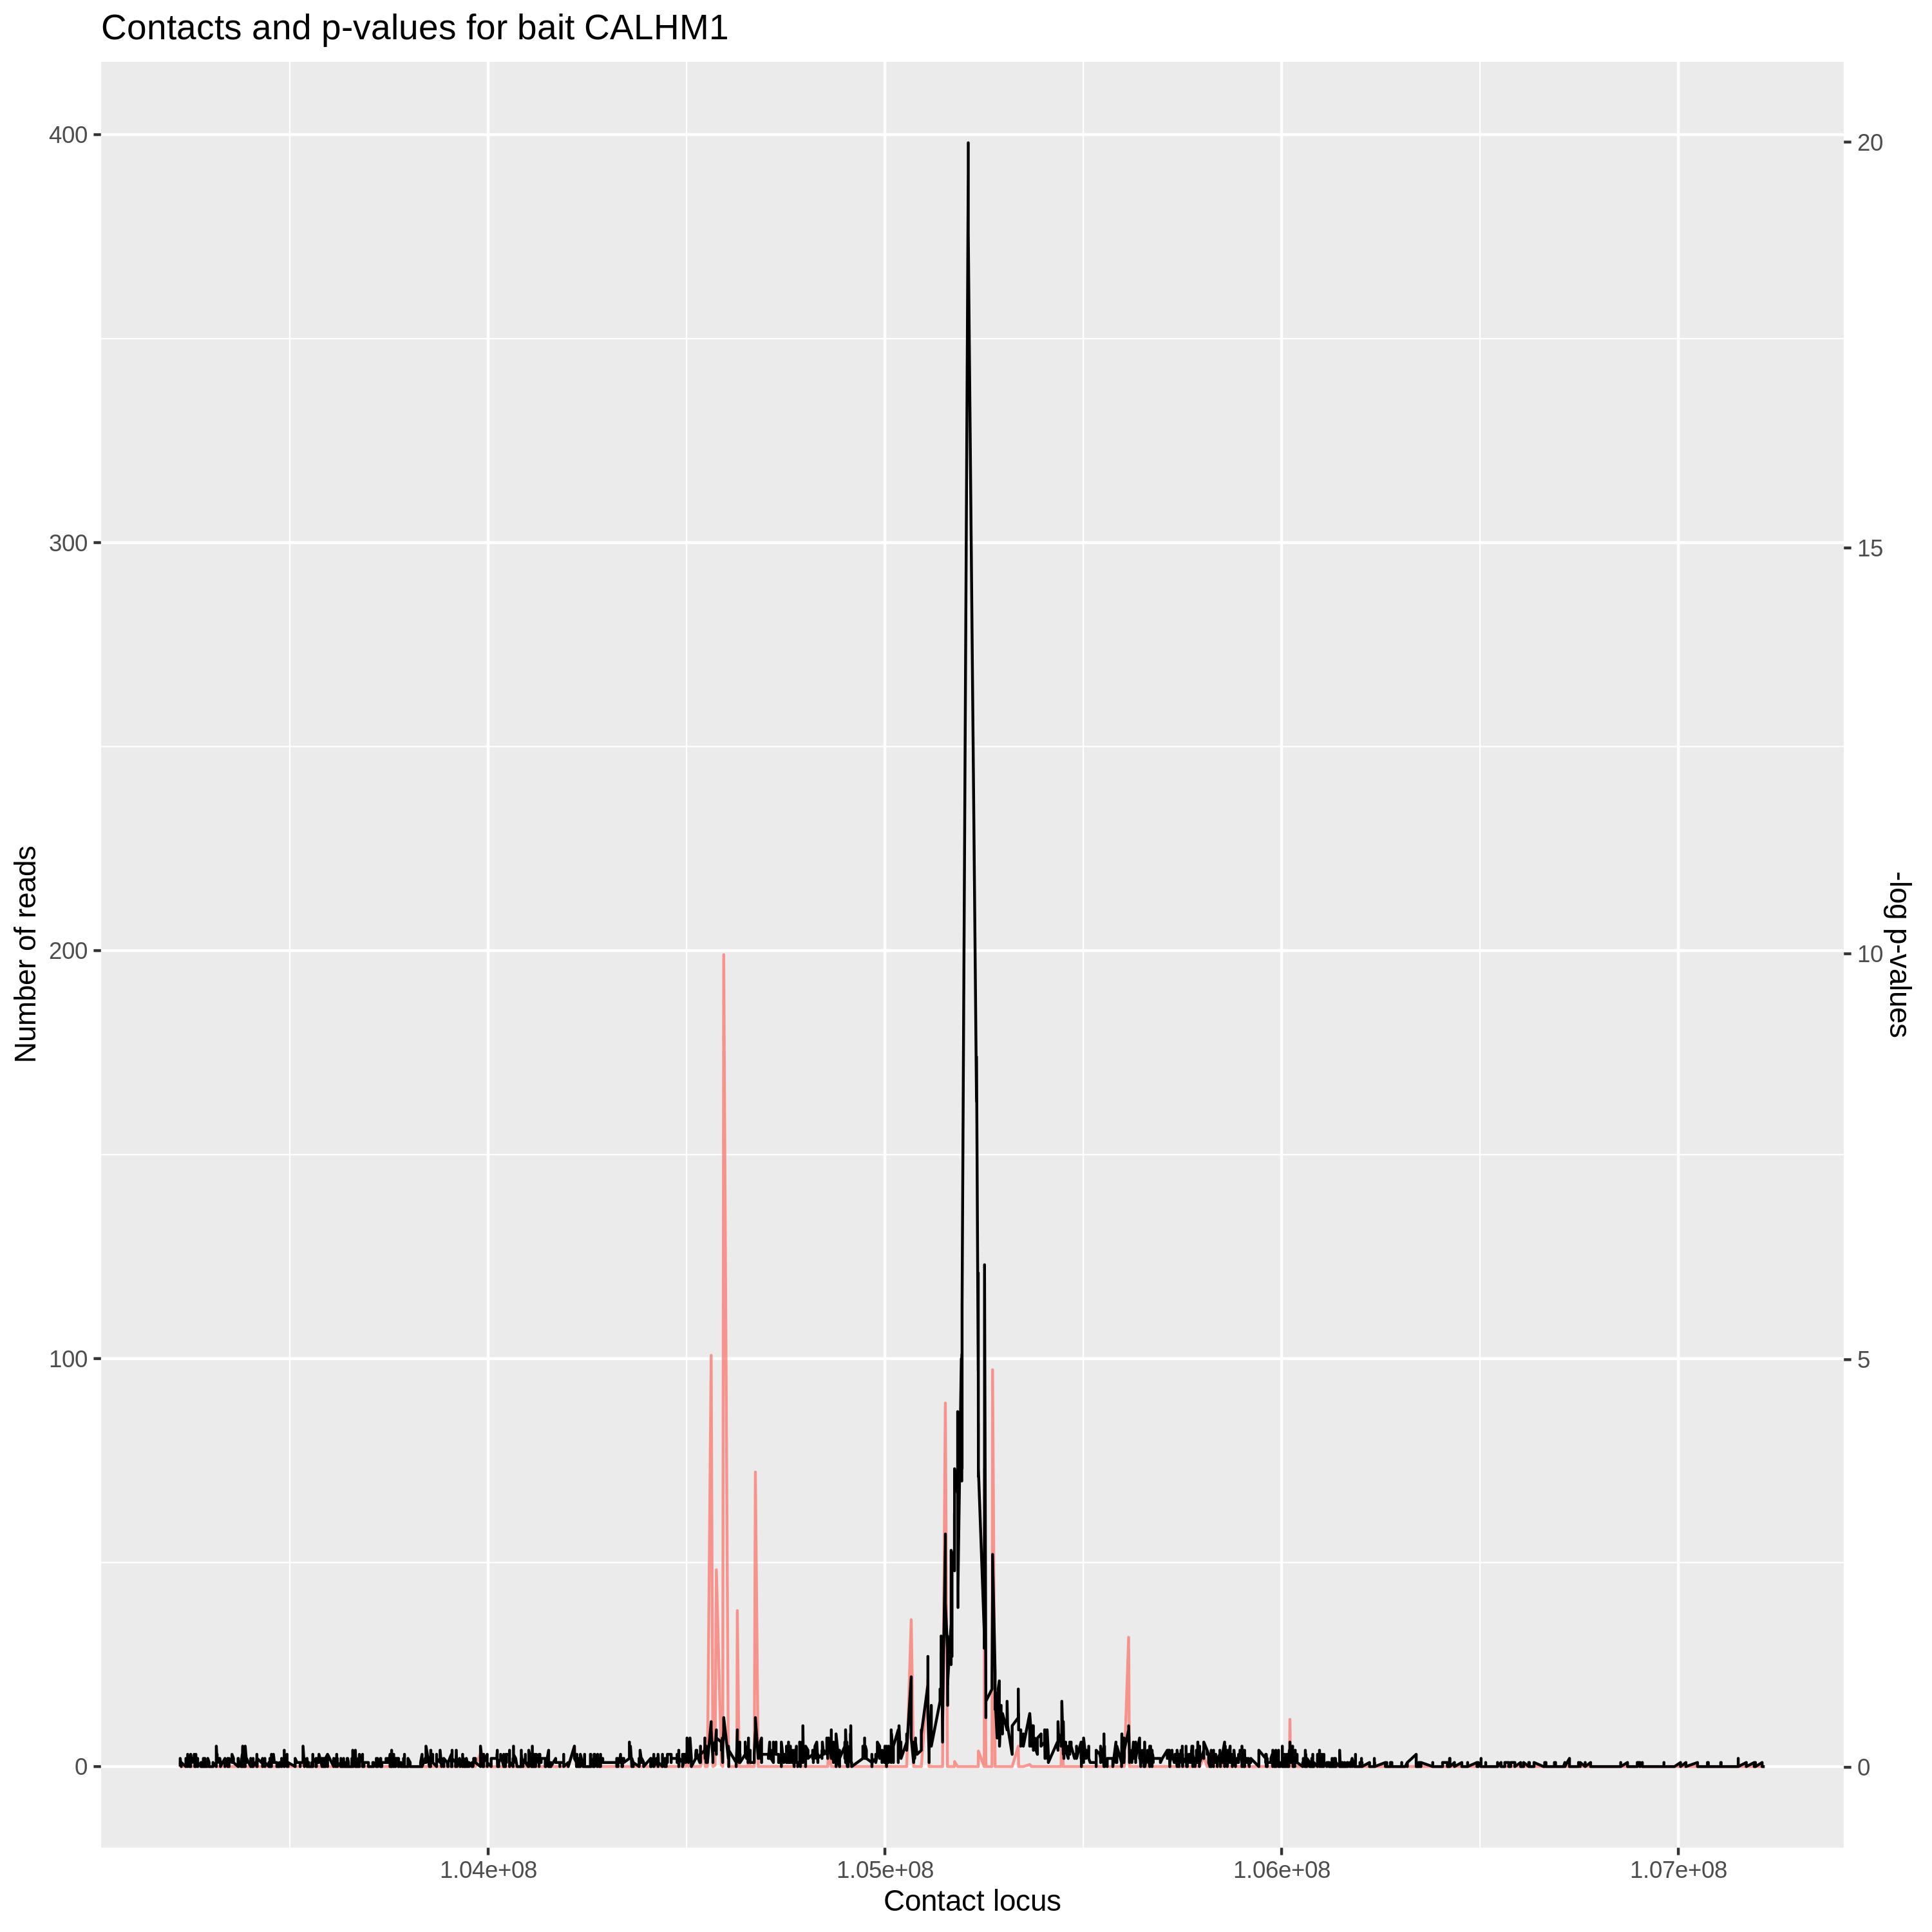 Contacts and p-values for bait CALHM1
400
300
200
100
0
Number of reads
20
15
10
5
0
-log p-values
1.04e+08
1.05e+08
1.06e+08
1.07e+08
Contact locus